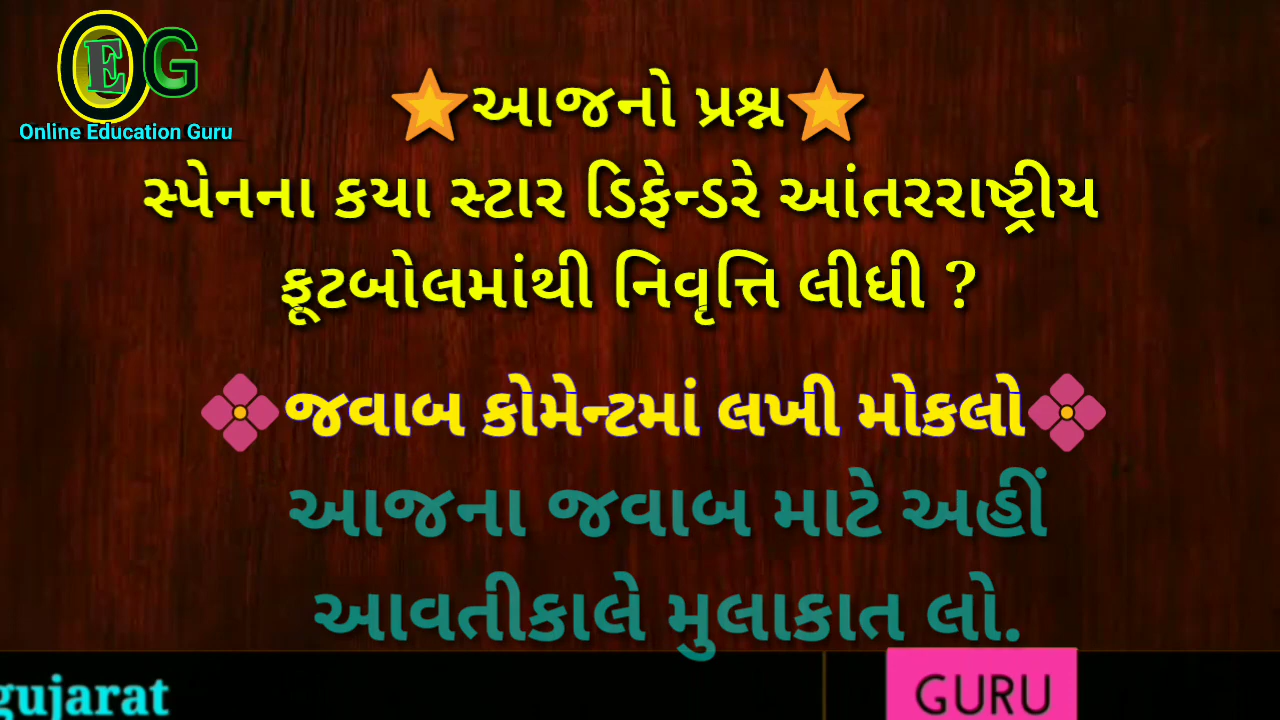 OEG
Online Education Guru
આજનો પ્રશ્ન
સ્પેનના કયા સ્ટાર ડિફેન્ડરે આંતરરાષ્ટ્રીય
ફૂટબોલમાંથી નિવૃત્તિ લીધી ?
જવાબ કોમેન્ટમાં લખી મોકલો
આજના જવાબ માટે અહીં
આવતીકાલે મુલાકાત લો.
gujarat
GURU